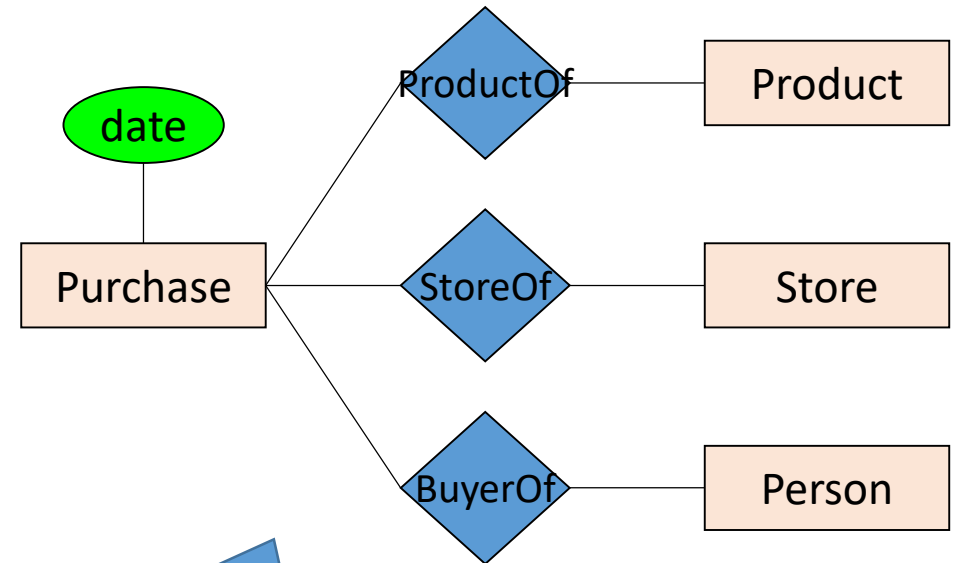 ProductOf
Product
date
Purchase
StoreOf
Store
BuyerOf
Person